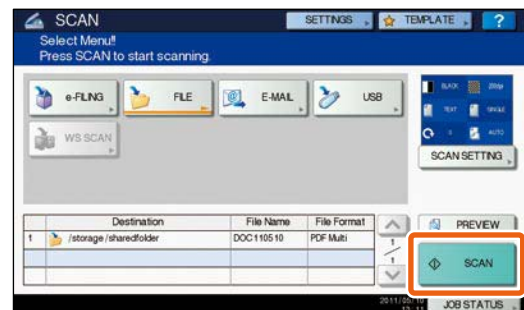 SCAN
SETTINGS
TEMPLATE
?
Select Menu!!
Press SCAN to start scanning.
e-FILING
FILE
E-MAIL
USB
WS SCAN
BLACK
200dpi
TEXT
SINGLE
0
AUTO
SCAN SETTING
Destination File Name File Format
1 /storage /sharedfolder DOC110510 PDF Multi
1
1
PREVIEW
SCAN
JOB STATUS